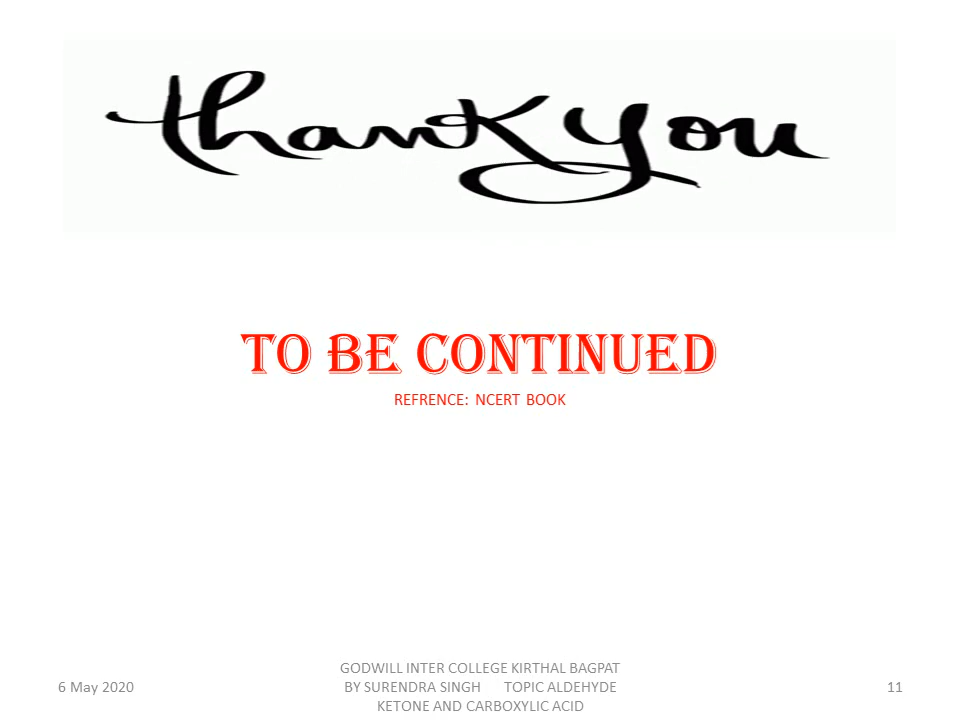 thank you
TO BE CONTINUED
REFRENCE: NCERT BOOK
6 May 2020
GODWILL INTER COLLEGE KIRTHAL BAGPAT
BY SURENDRA SINGH TOPIC ALDEHYDE
KETONE AND CARBOXYLIC ACID
11